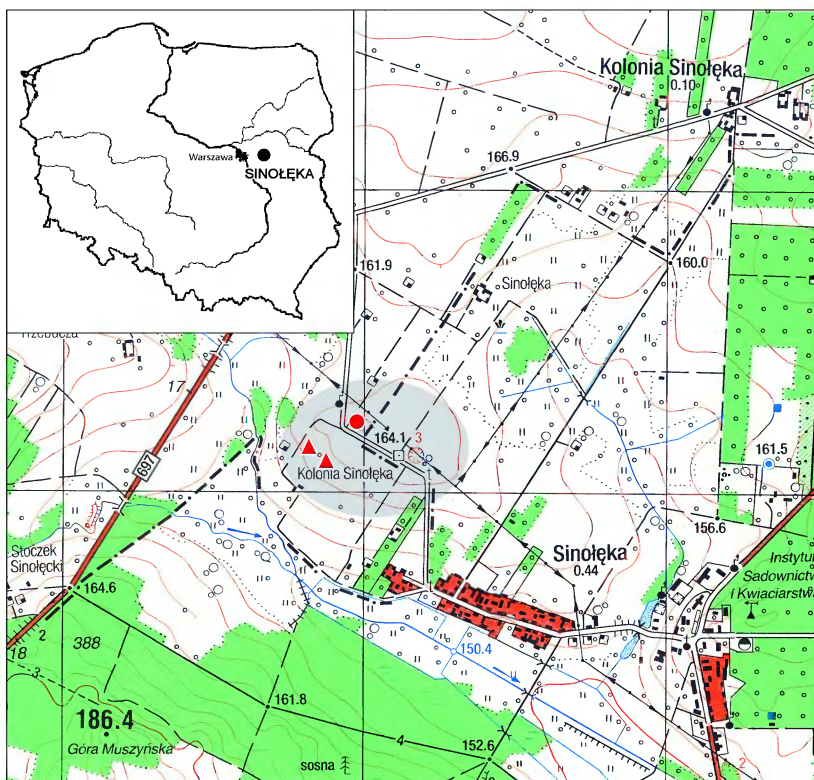 Warszawa
SINOŁĘKA
Kolonia Sinołęka
0.10
166.9
160.0
161.9
Sinołęka
17
697
164.1
3
Kolonia Sinołęka
161.5
156.6
Stoczek
Sinołęcki
164.6
Sinołęka
0.44
Instytut
Sadownictw
i Kwiaciarstwa
18
2
388
3
150.4
161.8
186.4
Góra Muszyńska
4
sosna
152.6
2